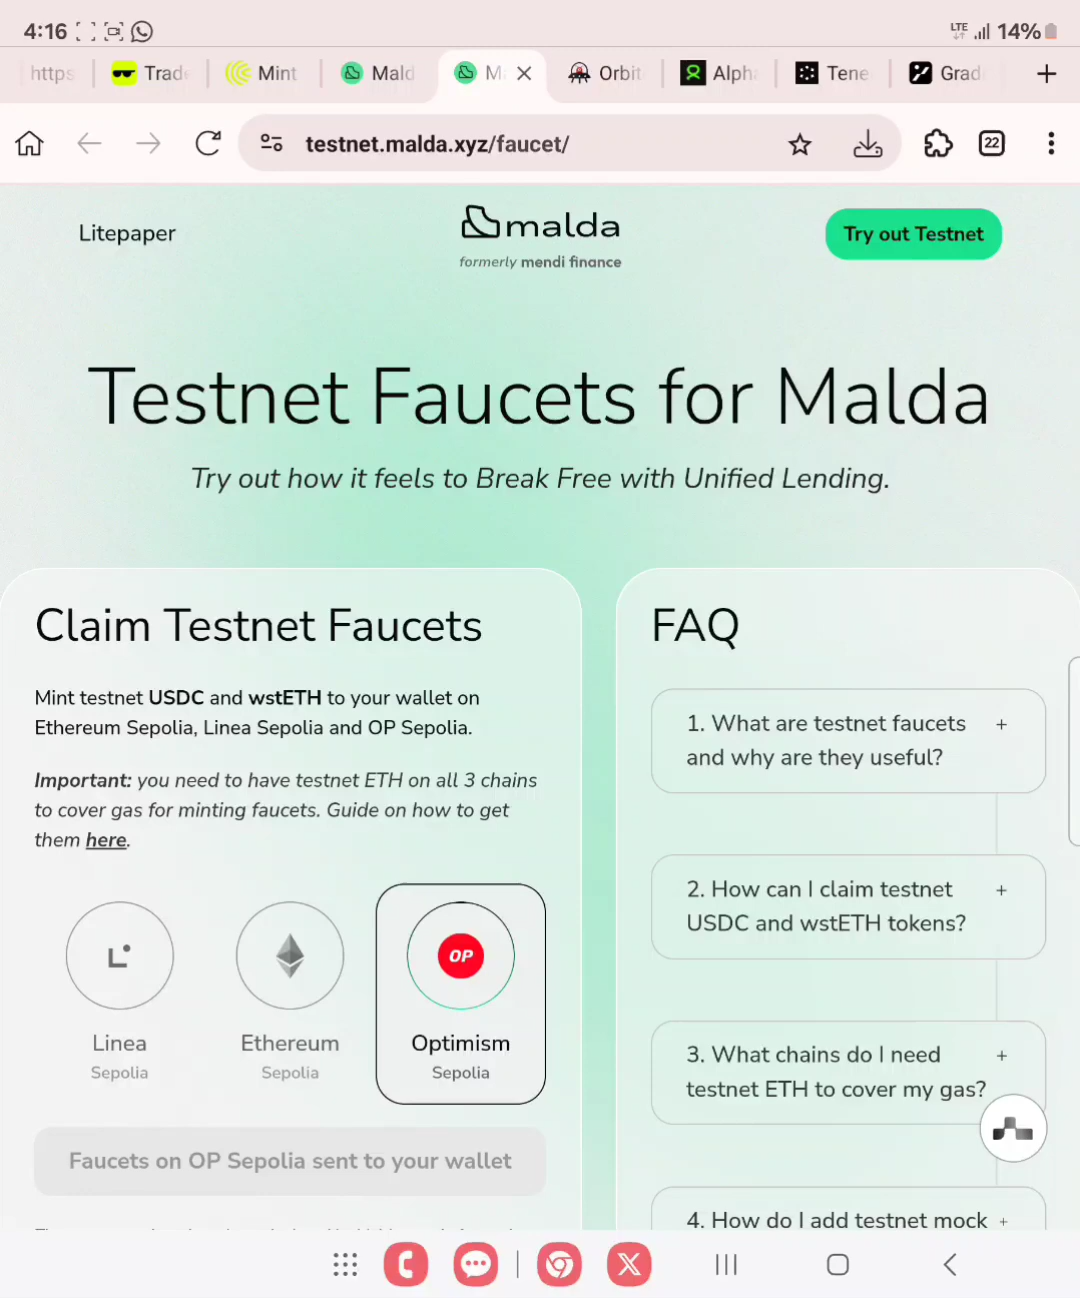 4:16
LTE
14%
https
Trade
Mint
Mald
M
Orbit
Alpha
Tene
Grad
testnet.malda.xyz/faucet/
22
Litepaper
malda
formerly mendi finance
Try out Testnet
Testnet Faucets for Malda
Try out how it feels to Break Free with Unified Lending.
Claim Testnet Faucets
Mint testnet USDC and wstETH to your wallet on
Ethereum Sepolia, Linea Sepolia and OP Sepolia.
Important: you need to have testnet ETH on all 3 chains
to cover gas for minting faucets. Guide on how to get
them here.
OP
Linea
Sepolia
Ethereum
Sepolia
Optimism
Sepolia
Faucets on OP Sepolia sent to your wallet
FAQ
1. What are testnet faucets +
and why are they useful?
2. How can I claim testnet +
USDC and wstETH tokens?
3. What chains do I need +
testnet ETH to cover my gas?
4. How do I add testnet mock +